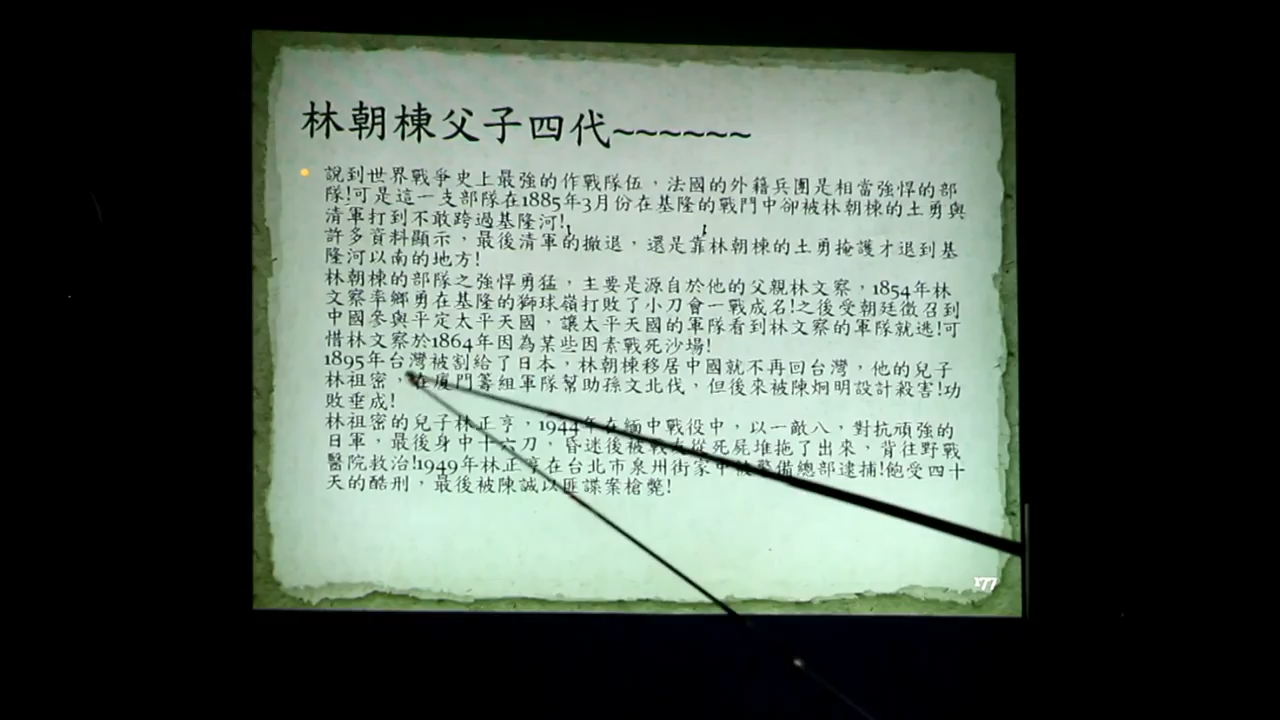 林朝棟父子四代~~~~~~
• 說到世界戰爭史上最強的作戰隊伍，法國的外籍兵團是相當強悍的部
隊!可是這一支部隊在1885年3月份在基隆的戰鬥中卻被林朝棟的土勇與
清軍打到不敢跨過基隆河!
許多資料顯示，最後清軍的撤退，還是靠林朝棟的土勇掩護才退到基
隆河以南的地方!
林朝棟的部隊之強悍勇猛，主要是源自於他的父親林文察，1854年林
文察率鄉勇在基隆的獅球嶺打敗了小刀會一戰成名!之後受朝廷徵召到
中國參與平定太平天國，讓太平天國的軍隊看到林文察的軍隊就逃!可
惜林文察於1864年因為某些因素戰死沙場!
1895年台灣被割給了日本，林朝棟移居中國就不再回台灣，他的兒子
林祖密，在廈門籌組軍隊幫助孫文北伐，但後來被陳炯明設計殺害!功
敗垂成!
林祖密的兒子林正亨，1944年在緬中戰役中，以一敵八，對抗頑強的
日軍，最後身中十六刀，昏迷後被戰友從死屍堆拖了出來，背往野戰
醫院救治!1949年林正亨在台北市泉州街家中被警備總部逮捕!飽受四十
天的酷刑，最後被陳誠以匪諜案槍斃!
177